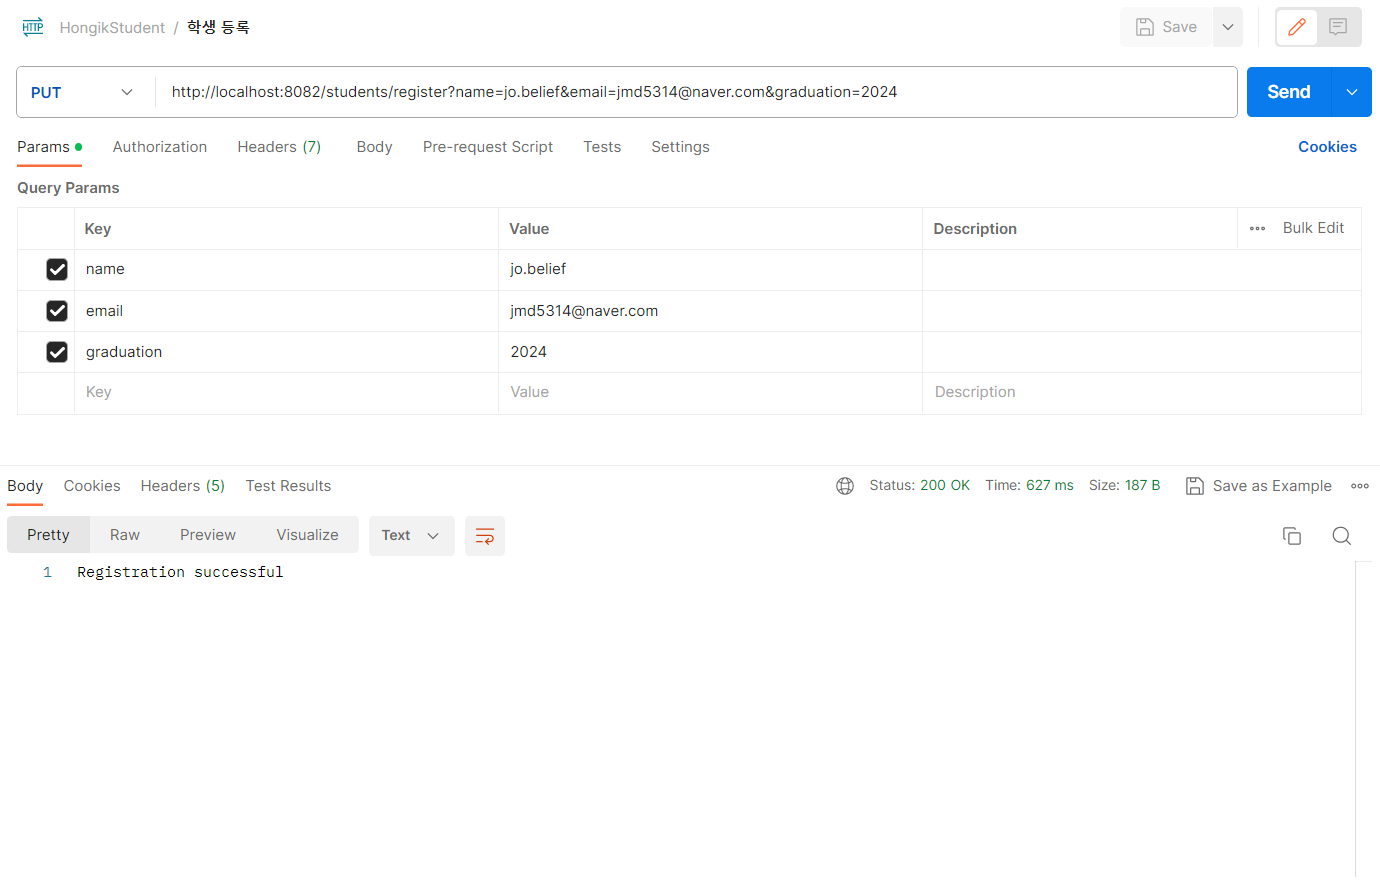 HTTP HongikStudent / 학생 등록 Save
PUT http://localhost:8082/students/register?name=jo.belief&email=jmd5314@naver.com&graduation=2024 Send
Params Authorization Headers (7) Body Pre-request Script Tests Settings Cookies
Query Params
Key Value Description Bulk Edit
name jo.belief
email jmd5314@naver.com
graduation 2024
Key Value Description
Body Cookies Headers (5) Test Results Status: 200 OK Time: 627 ms Size: 187 B Save as Example
Pretty Raw Preview Visualize Text
1 Registration successful